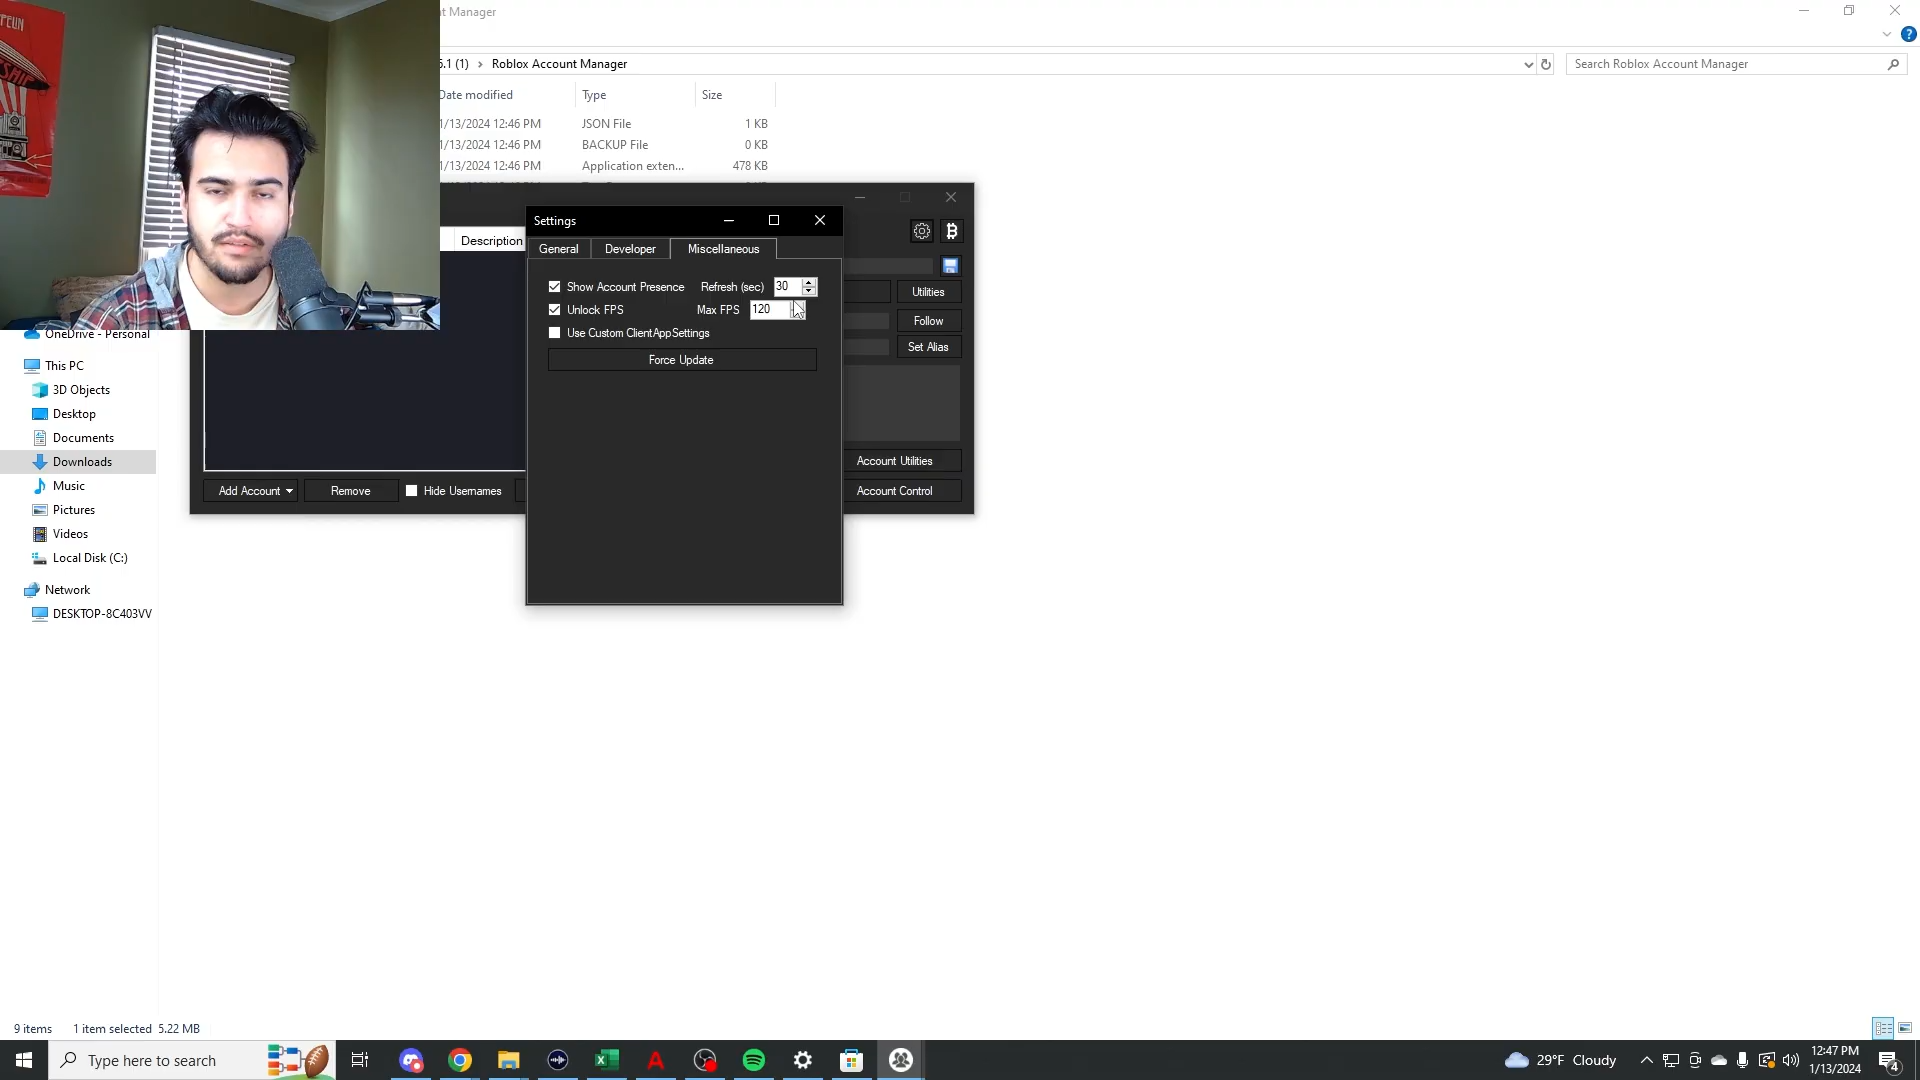 t Manager
5.1 (1) > Roblox Account Manager
Search Roblox Account Manager
Date modified Type Size
1/13/2024 12:46 PM JSON File 1 KB
1/13/2024 12:46 PM BACKUP File 0 KB
1/13/2024 12:46 PM Application exten... 478 KB
Settings
Description
General Developer Miscellaneous
Show Account Presence Refresh (sec) 30
Unlock FPS Max FPS 120
Use Custom ClientAppSettings
Force Update
Utilities
Follow
Set Alias
Account Utilities
Add Account Remove Hide Usernames
Account Control
OneDrive - Personal
This PC
3D Objects
Desktop
Documents
Downloads
Music
Pictures
Videos
Local Disk (C:)
Network
DESKTOP-8C403VV
9 items 1 item selected 5.22 MB
Type here to search
29°F Cloudy
12:47 PM
1/13/2024
4